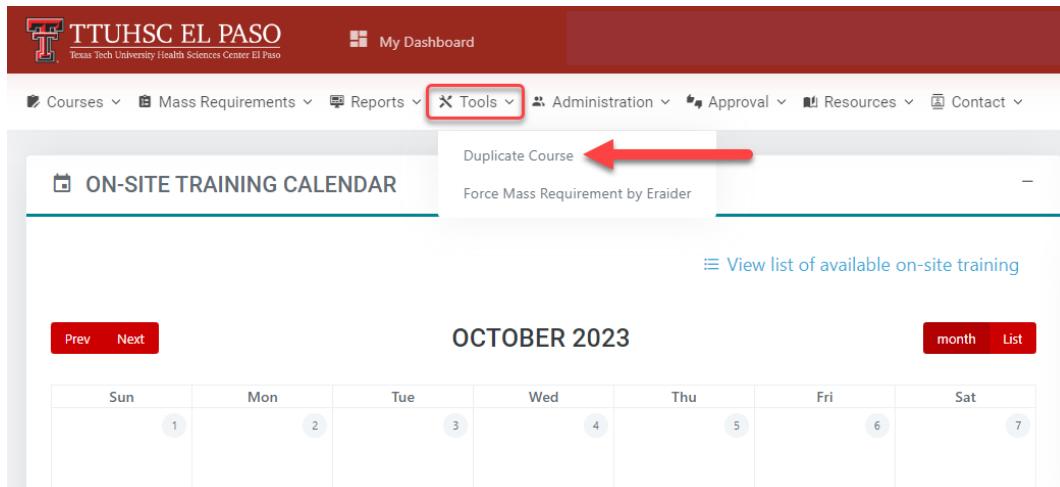 TTUHSC EL PASO
Texas Tech University Health Sciences Center El Paso
My Dashboard
Courses Mass Requirements Reports Tools Administration Approval Resources Contact
Duplicate Course
Force Mass Requirement by Eraider
ON-SITE TRAINING CALENDAR
View list of available on-site training
Prev Next OCTOBER 2023 month List
Sun Mon Tue Wed Thu Fri Sat
1 2 3 4 5 6 7